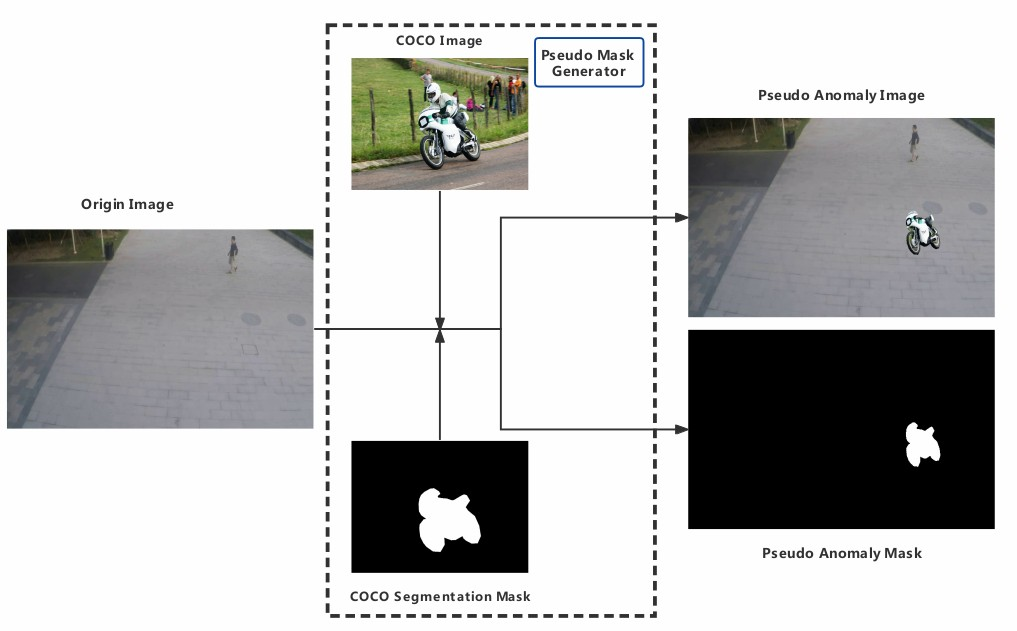 COCO Image
Pseudo Mask
Generator
Pseudo Anomaly Image
Origin Image
Pseudo Anomaly Mask
COCO Segmentation Mask